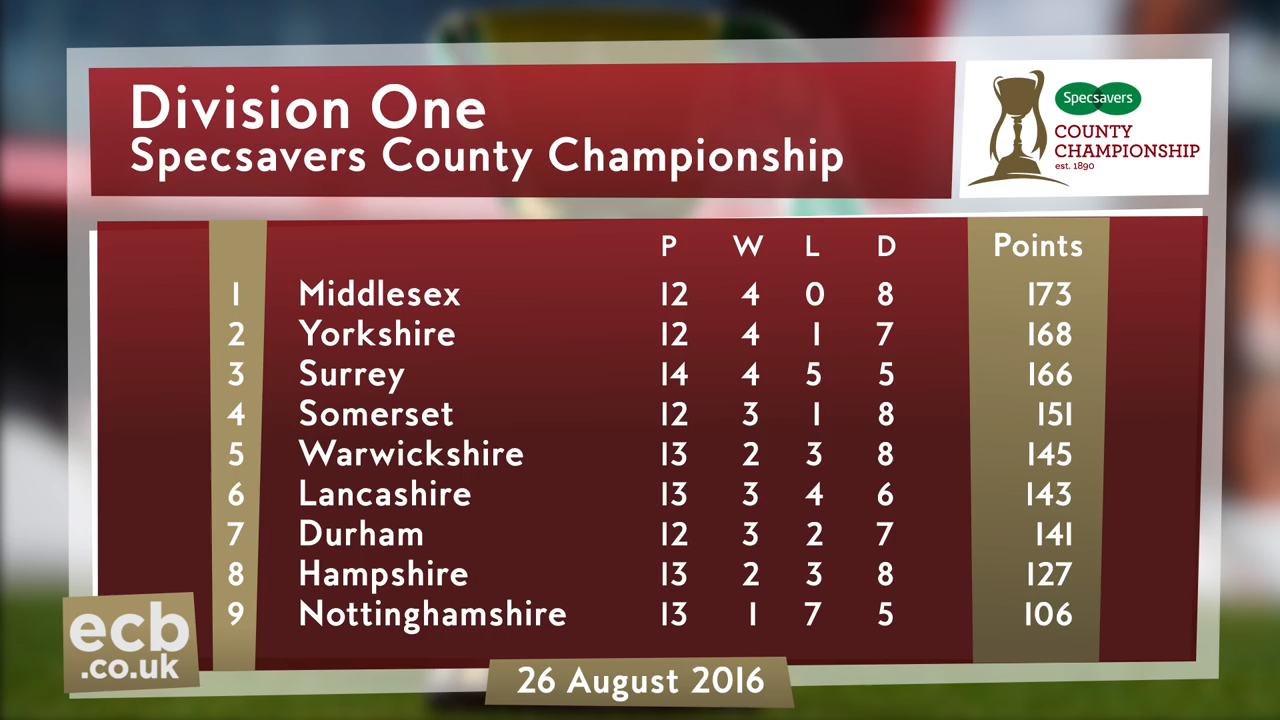 Division One
Specsavers County Championship
Specsavers
COUNTY
CHAMPIONSHIP
est. 1890
P W L D Points
1 Middlesex 12 4 0 8 173
2 Yorkshire 12 4 1 7 168
3 Surrey 14 4 5 5 166
4 Somerset 12 3 1 8 151
5 Warwickshire 13 2 3 8 145
6 Lancashire 13 3 4 6 143
7 Durham 12 3 2 7 141
8 Hampshire 13 2 3 8 127
9 Nottinghamshire 13 1 7 5 106
ecb
.co.uk
26 August 2016